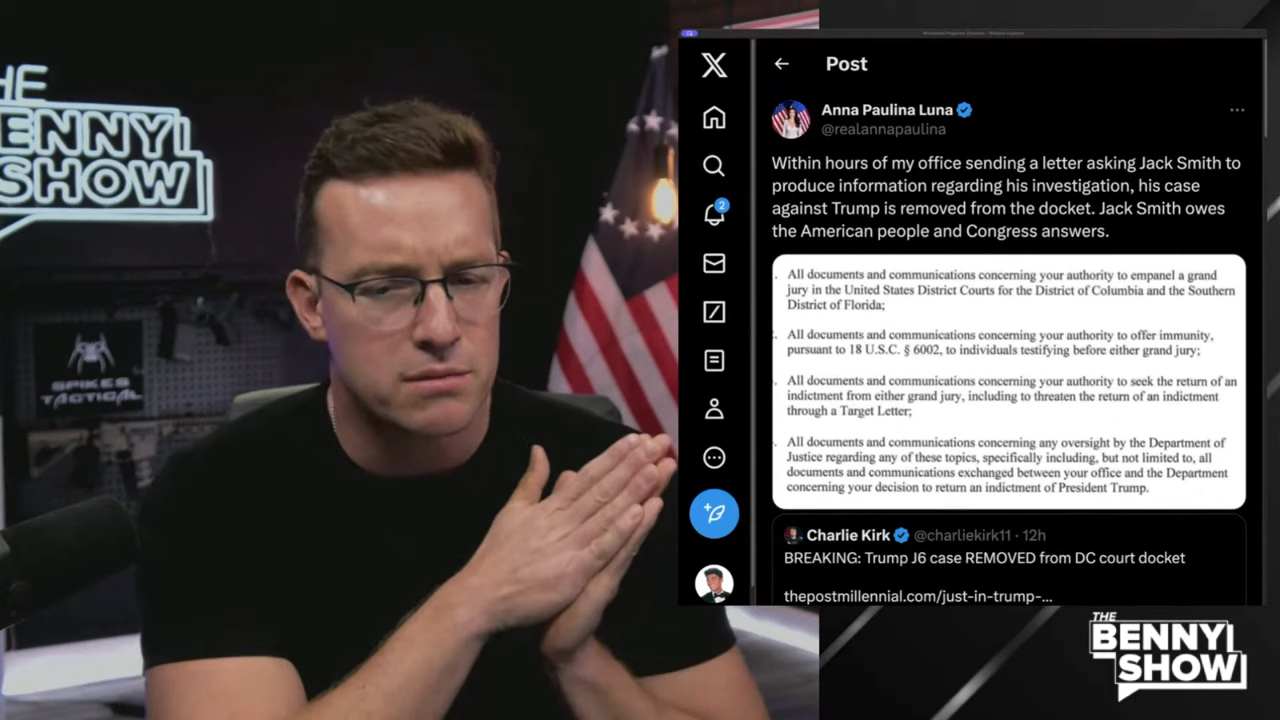 THE
BENNY
SHOW
SPIKES
TACTICAL
Post
Anna Paulina Luna
@realannapaulina
Within hours of my office sending a letter asking Jack Smith to
produce information regarding his investigation, his case
against Trump is removed from the docket. Jack Smith owes
the American people and Congress answers.
All documents and communications concerning your authority to empanel a grand
jury in the United States District Courts for the District of Columbia and the Southern
District of Florida;
All documents and communications concerning your authority to offer immunity,
pursuant to 18 U.S.C. § 6002, to individuals testifying before either grand jury;
All documents and communications concerning your authority to seek the return of an
indictment from either grand jury, including to threaten the return of an indictment
through a Target Letter;
All documents and communications concerning any oversight by the Department of
Justice regarding any of these topics, specifically including, but not limited to, all
documents and communications exchanged between your office and the Department
concerning your decision to return an indictment of President Trump.
2
Charlie Kirk @charliekirk11 · 12h
BREAKING: Trump J6 case REMOVED from DC court docket
thepostmillennial.com/just-in-trump-...
THE
BENNY
SHOW